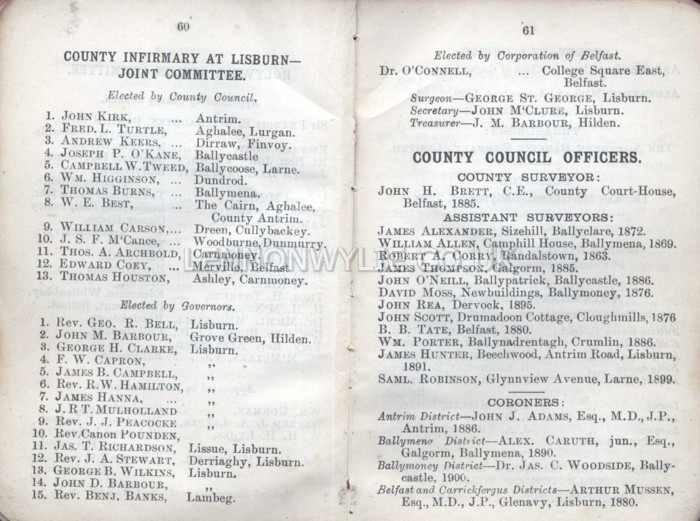 60
COUNTY INFIRMARY AT LISBURN—
JOINT COMMITTEE.
Elected by County Council.
1. JOHN KIRK, ... Antrim.
2. FRED. L. TURTLE, Aghalee, Lurgan.
3. ANDREW KEERS, ... Dirraw, Finvoy.
4. JOSEPH P. O'KANE, Ballycastle
5. CAMPBELL W. TWEED, Ballycoose, Larne.
6. WM. HIGGINSON, ... Dundrod.
7. THOMAS BURNS, ... Ballymena.
8. W. E. BEST, ... The Cairn, Aghalee,
County Antrim.
9. WILLIAM CARSON,... Dreen, Cullybackey.
10. J. S. F. M'Cance, ... Woodburne, Dunmurry.
11. THOS. A. ARCHBOLD, Carnmoney.
12. EDWARD COEY, ... Merville, Belfast
13. THOMAS HOUSTON, Ashley, Carnmoney.
Elected by Governors.
1. Rev. GEO. R. BELL, Lisburn.
2. JOHN M. BARBOUR, Grove Green, Hilden.
3. GEORGE H. CLARKE, Lisburn.
4. F. W. CAPRON, „
5. JAMES B. CAMPBELL, „
6. Rev. R. W. HAMILTON, „
7. JAMES HANNA, ... „
8. J. R T. MULHOLLAND „
9. Rev. J. J. PEACOCKE „
10. Rev. Canon POUNDEN, „
11. JAS. T. RICHARDSON, Lissue, Lisburn.
12. Rev. J. A. STEWART, Derriaghy, Lisburn.
13. GEORGE B. WILKINS, Lisburn.
14. JOHN D. BARBOUR, „
15. Rev. BENJ. BANKS, Lambeg.
61
Elected by Corporation of Belfast.
Dr. O'CONNELL, ... College Square East,
Belfast.
Surgeon—GEORGE ST. GEORGE, Lisburn.
Secretary—JOHN M'CLURE, Lisburn.
Treasurer—J. M. BARBOUR, Hilden.
COUNTY COUNCIL OFFICERS.
COUNTY SURVEYOR:
JOHN H. BRETT, C.E., County Court-House,
Belfast, 1885.
ASSISTANT SURVEYORS:
JAMES ALEXANDER, Sizehill, Ballyclare, 1872.
WILLIAM ALLEN, Camphill House, Ballymena, 1869.
ROBERT A. CORRY, Randalstown, 1863.
JAMES THOMPSON, Galgorm, 1885.
JOHN O'NEILL, Ballypatrick, Ballycastle, 1886.
DAVID MOSS, Newbuildings, Ballymoney, 1876.
JOHN REA, Dervock, 1895.
JOHN SCOTT, Drumadoon Cottage, Cloughmills, 1876
B. B. TATE, Belfast, 1880.
WM. PORTER, Ballynadrentagh, Crumlin, 1886.
JAMES HUNTER, Beechwood, Antrim Road, Lisburn,
1891.
SAML. ROBINSON, Glynnview Avenue, Larne, 1899.
CORONERS:
Antrim District—JOHN J. ADAMS, Esq., M.D., J.P.,
Antrim, 1886.
Ballymena District—ALEX. CARUTH, jun., Esq.,
Galgorm, Ballymena, 1890.
Ballymoney District—Dr. JAS. C. WOODSIDE, Bally-
castle, 1900.
Belfast and Carrickfergus Districts—ARTHUR MUSSEN,
Esq., M.D., J.P., Glenavy, Lisburn, 1880.